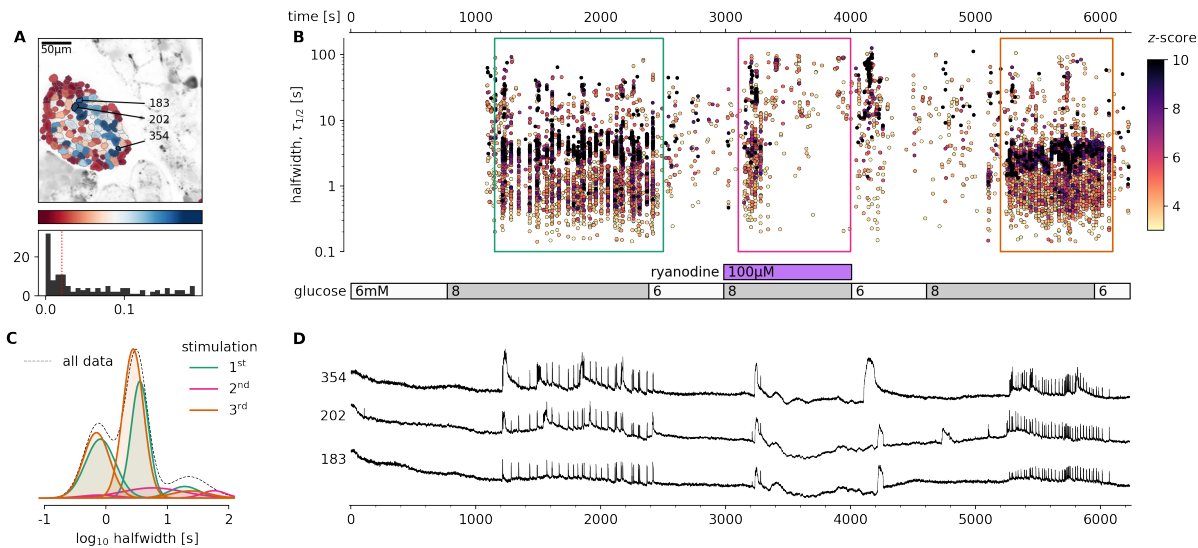 time [s]
0 1000 2000 3000 4000 5000 6000
A
50μm
183
202
354
20
0
0.0 0.1
B
halfwidth, τ1/2 [s]
100
10
1
0.1
z-score
10
8
6
4
ryanodine 100μM
glucose 6mM 8 6 8 6 8 6
C
all data
stimulation
1st
2nd
3rd
-1 0 1 2
log10 halfwidth [s]
D
354
202
183
0 1000 2000 3000 4000 5000 6000